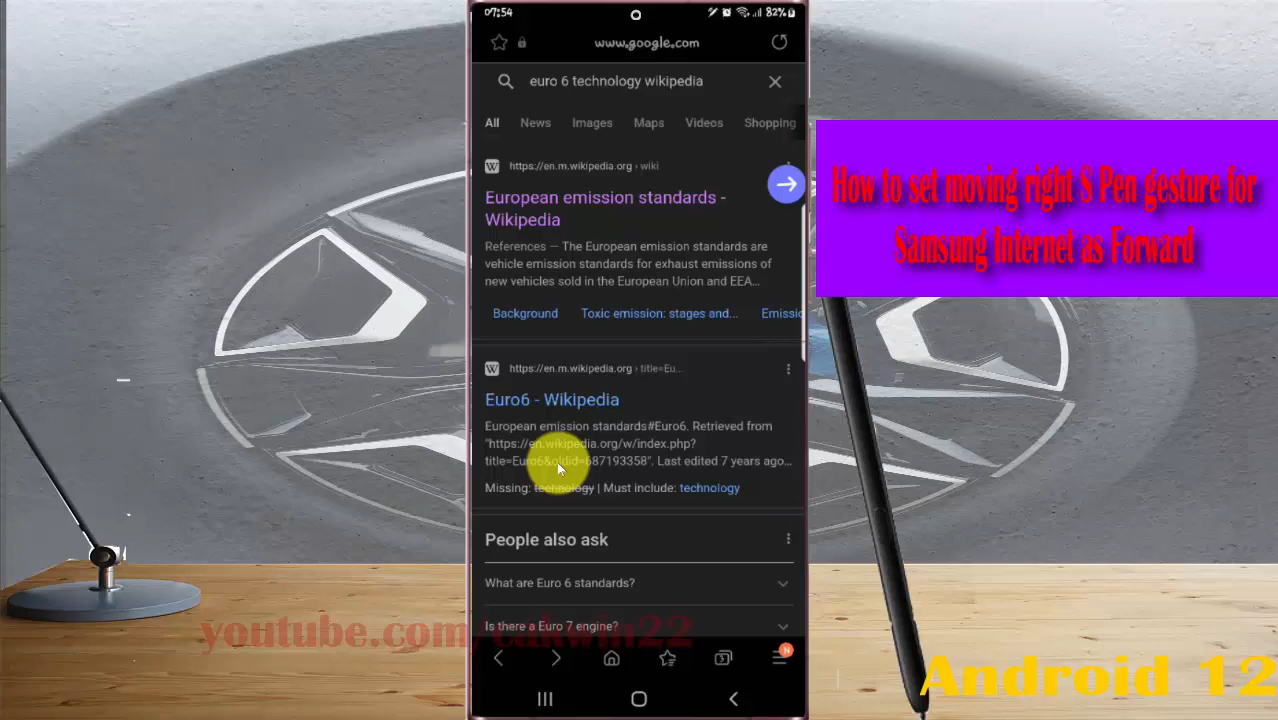 07:54
82%
www.google.com
euro 6 technology wikipedia
All News Images Maps Videos Shopping
W https://en.m.wikipedia.org › wiki
European emission standards -
Wikipedia
References — The European emission standards are
vehicle emission standards for exhaust emissions of
new vehicles sold in the European Union and EEA...
Background Toxic emission: stages and... Emissic
W https://en.m.wikipedia.org › title=Eu...
Euro6 - Wikipedia
European emission standards#Euro6. Retrieved from
"https://en.wikipedia.org/w/index.php?
title=Euro6&oldid=687193358". Last edited 7 years ago...
Missing: technology | Must include: technology
People also ask
What are Euro 6 standards?
Is there a Euro 7 engine?
5
N
How to set moving right S Pen gesture for
Samsung Internet as Forward
youtube.com/cakwin22
Android 12